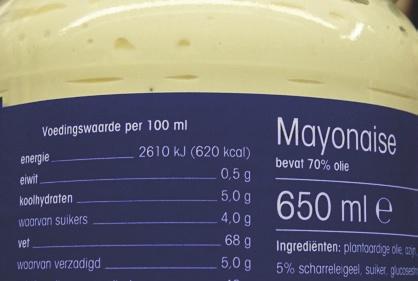 Voedingswaarde per 100 ml
energie 2610 kJ (620 kcal)
eiwit 0,5 g
koolhydraten 5,0 g
waarvan suikers 4,0 g
vet 68 g
waarvan verzadigd 5,0 g
Mayonaise
bevat 70% olie
650 ml e
Ingrediënten: plantaardige olie, azijn,
5% scharreleigeel, suiker,